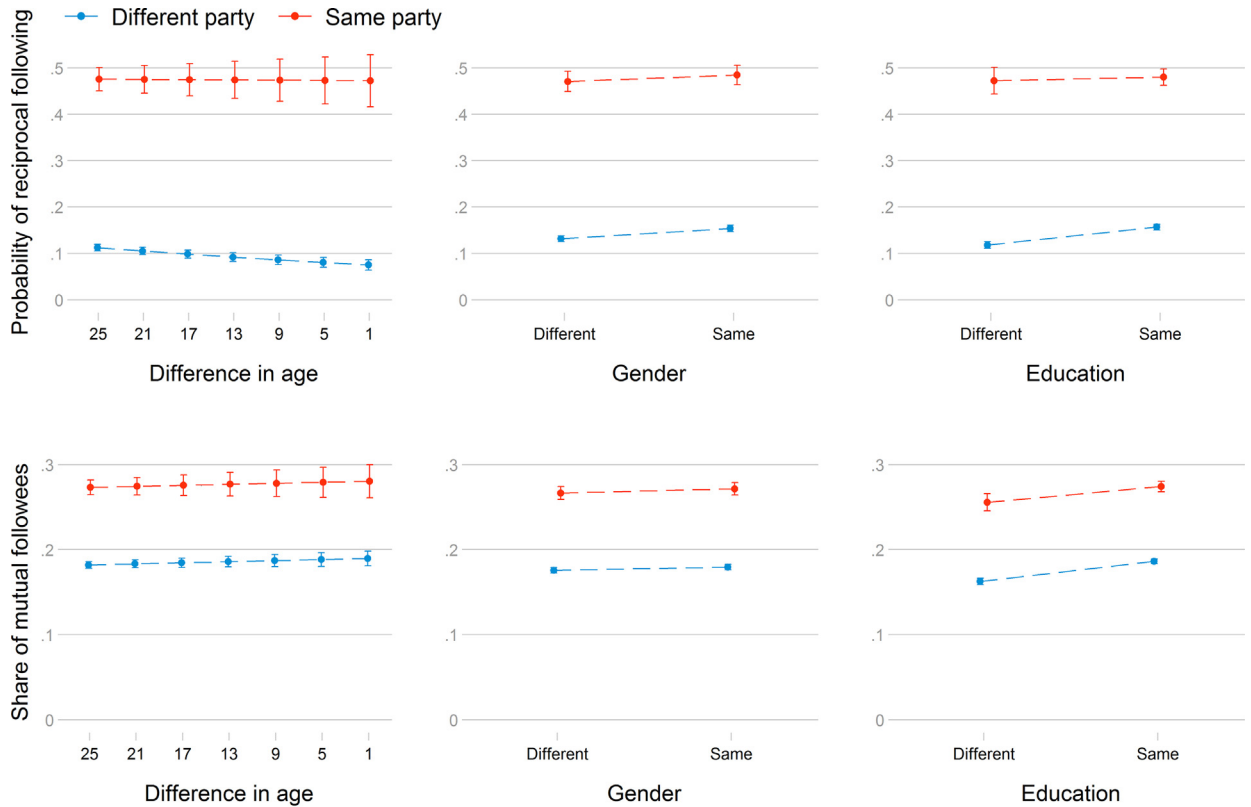 Different party Same party
Probability of reciprocal following
.5 .5 .5
.4 .4 .4
.3 .3 .3
.2 .2 .2
.1 .1 .1
0 0 0
25 21 17 13 9 5 1 Different Same Different Same
Difference in age Gender Education
Share of mutual followees
.3 .3 .3
.2 .2 .2
.1 .1 .1
0 0 0
25 21 17 13 9 5 1 Different Same Different Same
Difference in age Gender Education